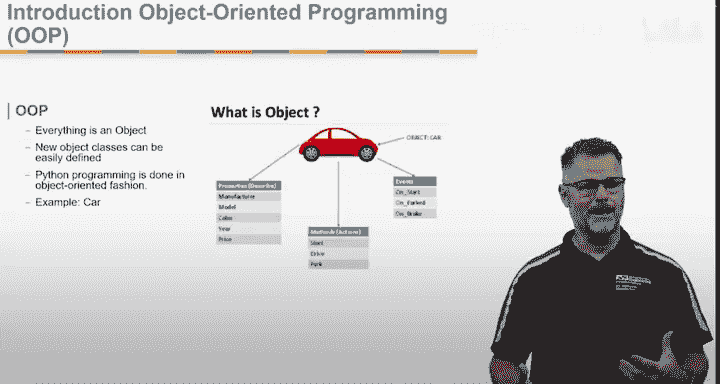 Introduction Object-Oriented Programming
(OOP)
OOP
– Everything is an Object
– New object classes can be
easily defined
– Python programming is done in
object-oriented fashion.
– Example: Car
What is Object ?
OBJECT: CAR
Properties (Describe)
Manufacturer
Model
Color
Year
Price
Methods (Actions)
Start
Drive
Park
Events
On_Start
On_Parked
On_Brake